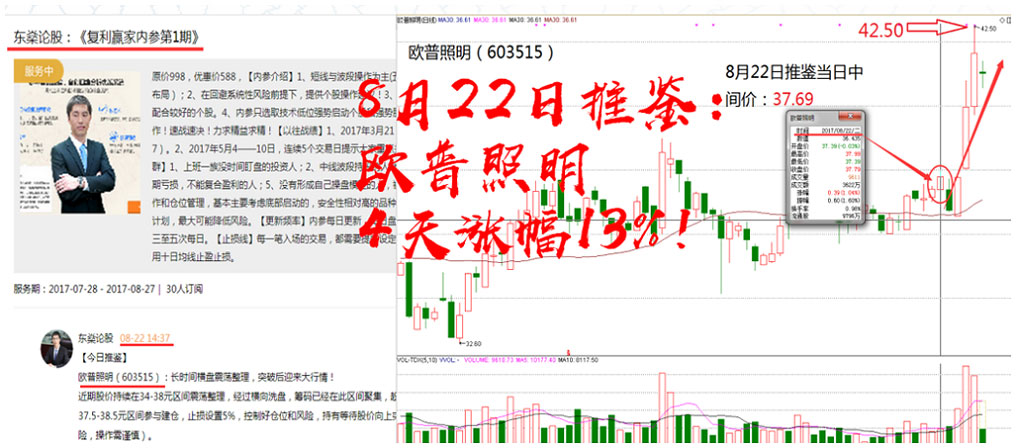 东燊论股：《复利赢家内参第1期》
服务中
原价998，优惠价588，【内参介绍】1、短线与波段操作为主
布局）；2、在回避系统性风险前下，提供个股操作
配合较好的个股。4、内参只选取技术低位强势启动个股
作！速战速决！力求精益求精！【以往战绩】1、2017年3月21
）。2、2017年5月4——10日，连续5个交易日提示大家
群】1、上班一族没时间盯盘的投资人；2、中线波段持
期亏损，不能复合盈利的人；5、没有形成自己操盘模
作和仓位管理，基本主要考虑底部启动的，安全性相对高的品种
计划，最大可能降低风险。【更新频率】内参每日更新
三至五次每日。【止损线】每一笔入场的交易，都需要提
用十日均线止盈止损。
服务期：2017-07-28 - 2017-08-27 | 30人订阅
东燊论股 08-22 14:37
【今日推鉴】
欧普照明（603515）：长时间横盘震荡整理，突破后迎来大行情！
近期股价持续在34-38元区间震荡整理，经过横向洗盘，筹码已经在此区间聚集，
37.5-38.5元区间参与建仓，止损设置5%，控制好仓位和风险，持有等待股价向上
险，操作需谨慎）。
8月22日推鉴：
欧普照明
4天涨幅13%！
欧普照明(日线) MA30: 36.61 MA30: 36.61 MA30: 36.61 MA30: 36.61
欧普照明（603515）
42.50
42.50
8月22日推鉴当日中
间价：37.69
欧普照明
时间 2017/08/22/二
数值 36.435
开盘价 37.39(-0.03%)
最高价 37.99
最低价 37.39
收盘价 37.79
成交量
成交额 3622万
涨幅 0.39(1.04%)
振幅 0.60(1.60%)
换手率
流通股
32.80
VOL-TDX(5,10) VVOL: - VOLUME: 9610.73 MA5: 10177.40 MA10: 8117.50